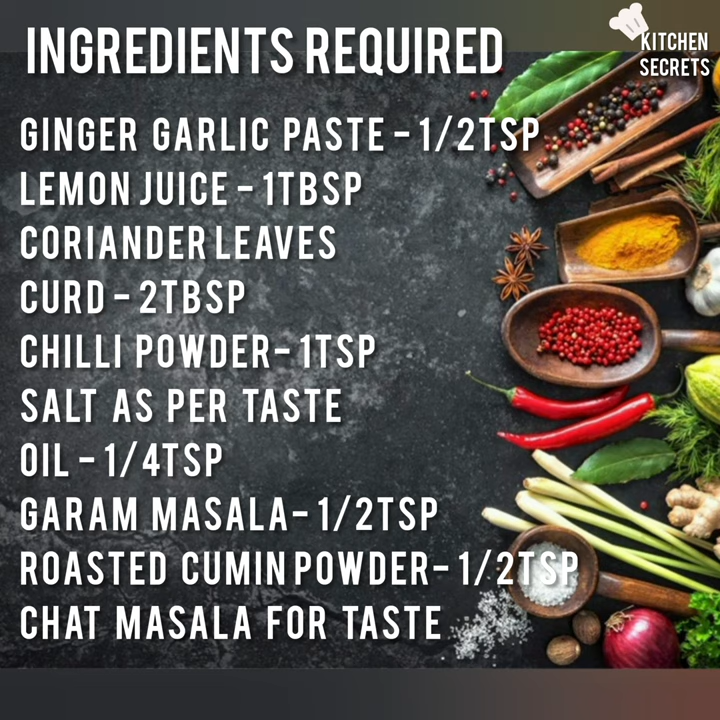 INGREDIENTS REQUIRED
KITCHEN
SECRETS
GINGER GARLIC PASTE - 1/2TSP
LEMON JUICE - 1TBSP
CORIANDER LEAVES
CURD - 2TBSP
CHILLI POWDER- 1TSP
SALT AS PER TASTE
OIL - 1/4TSP
GARAM MASALA- 1/2TSP
ROASTED CUMIN POWDER- 1/2TSP
CHAT MASALA FOR TASTE